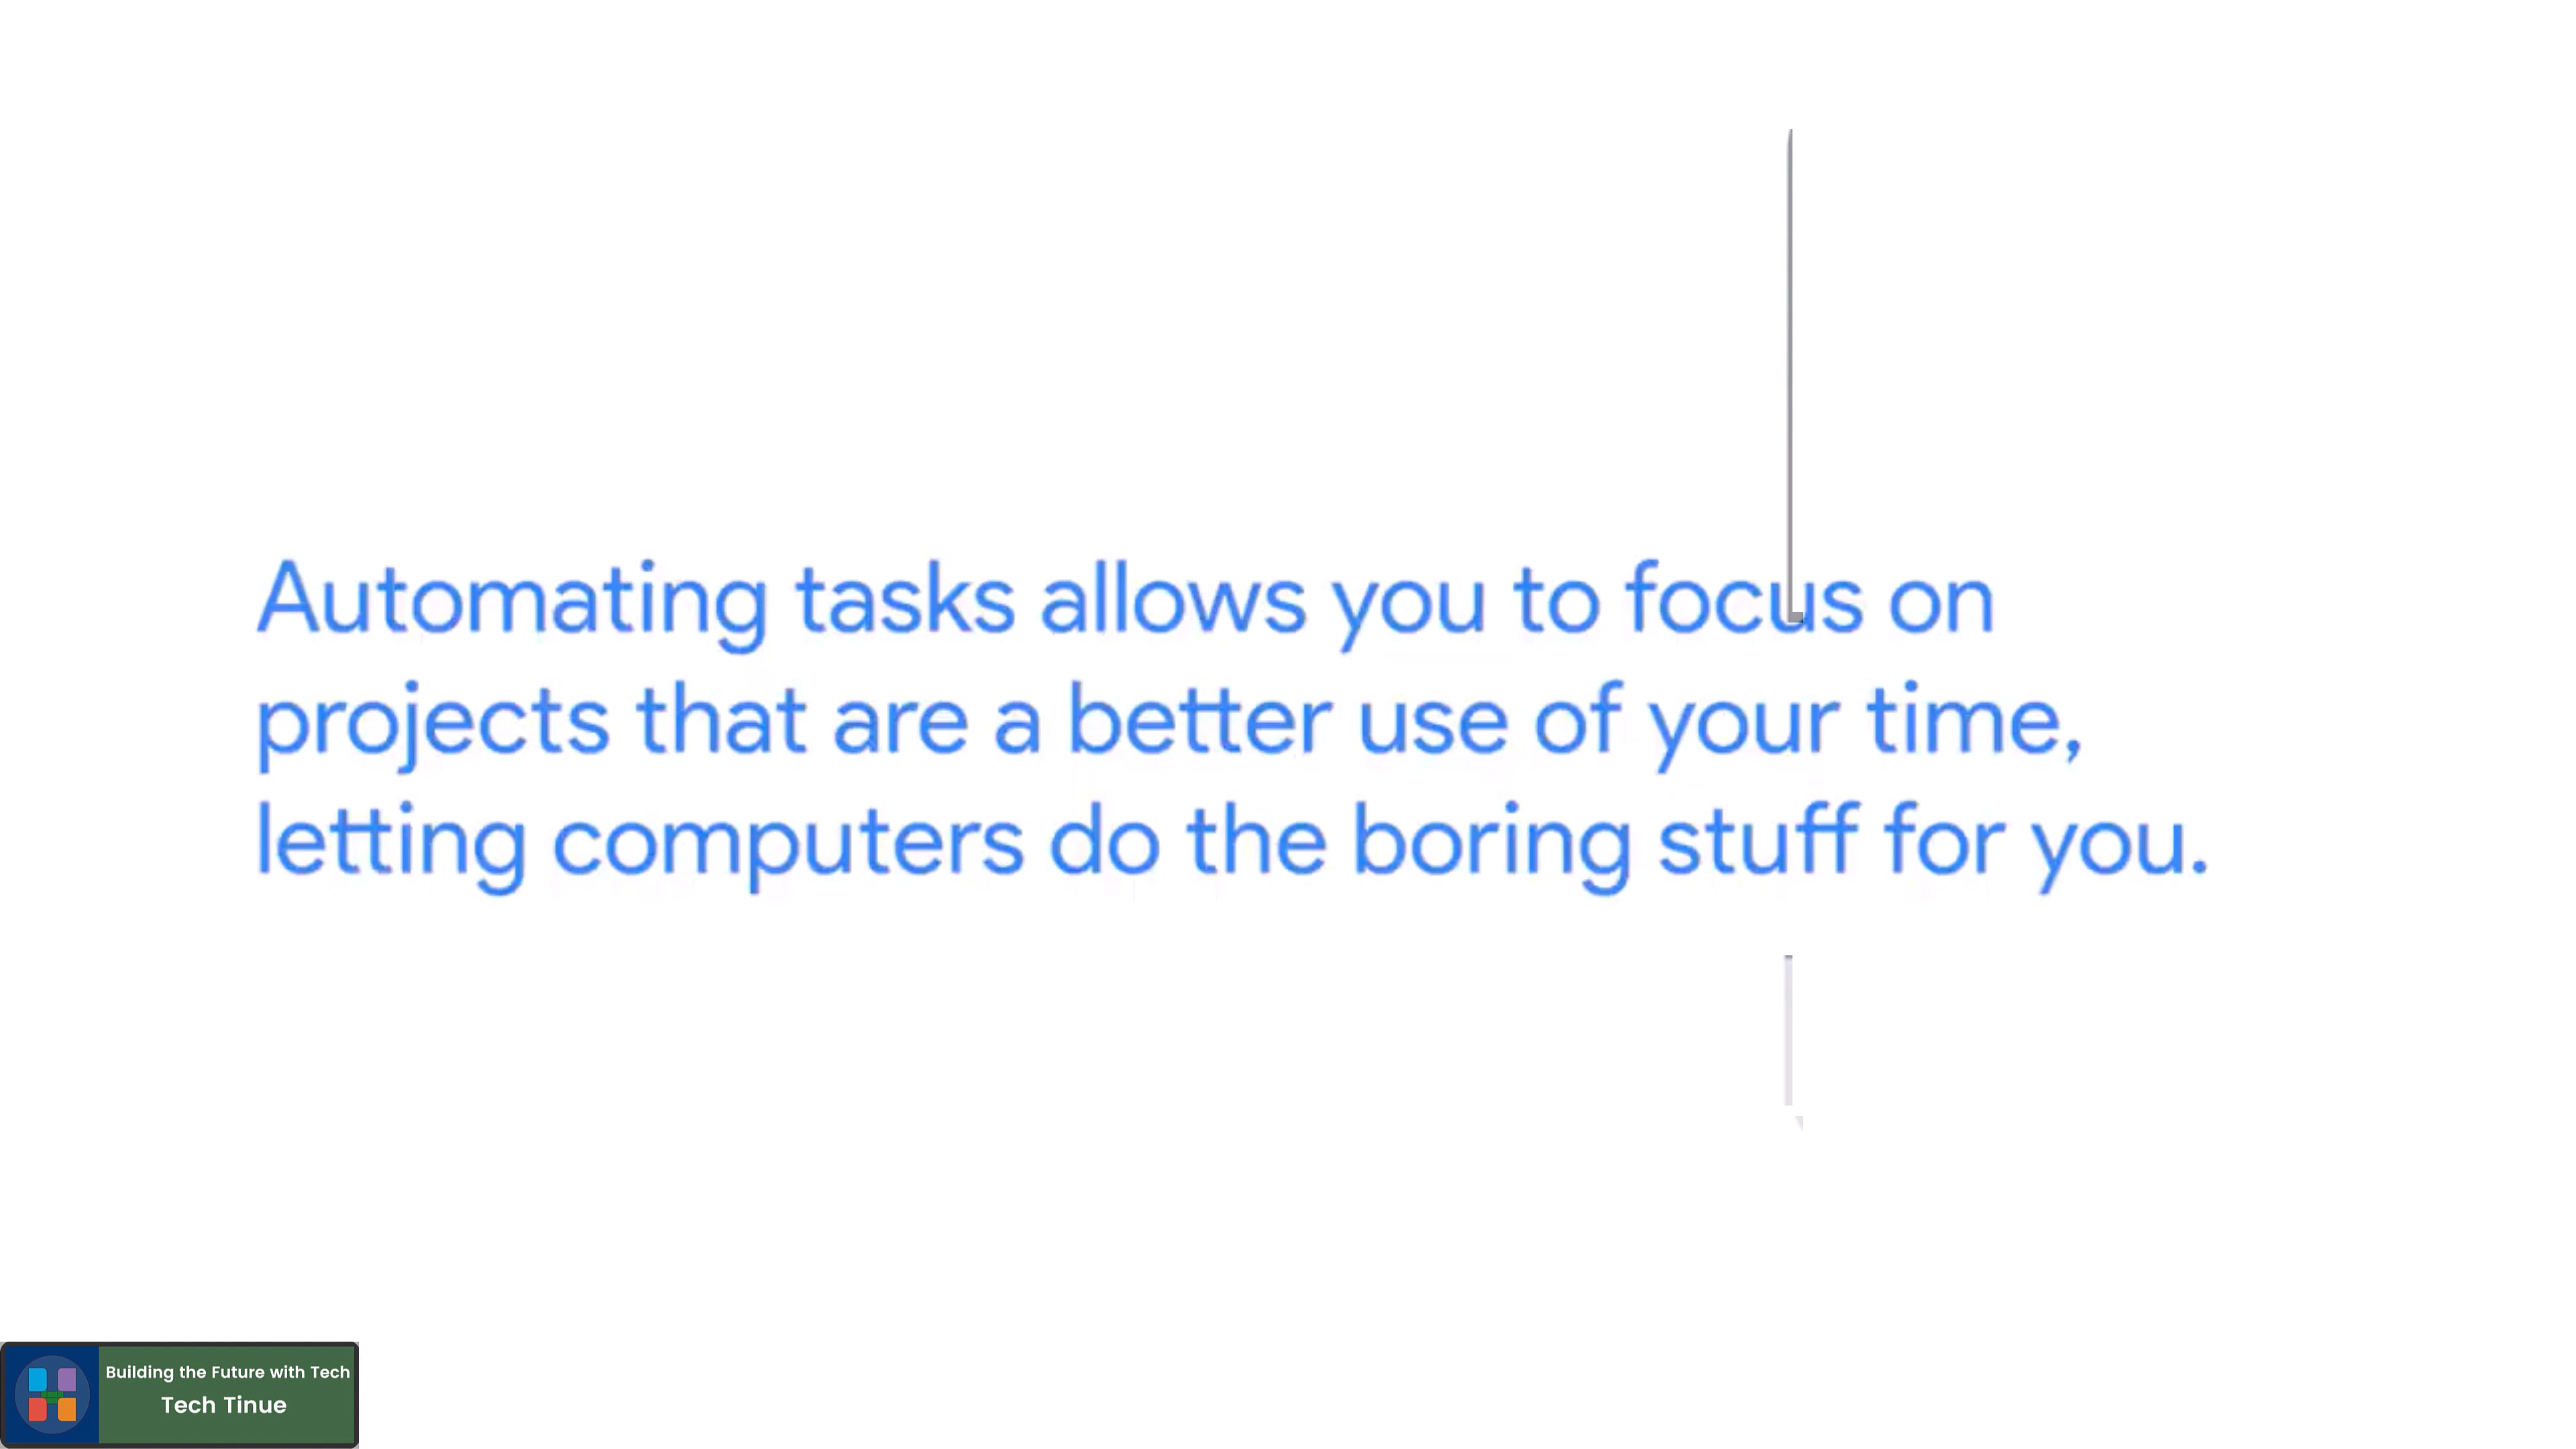 Automating tasks allows you to focus on
projects that are a better use of your time,
letting computers do the boring stuff for you.
Building the Future with Tech
Tech Tinue